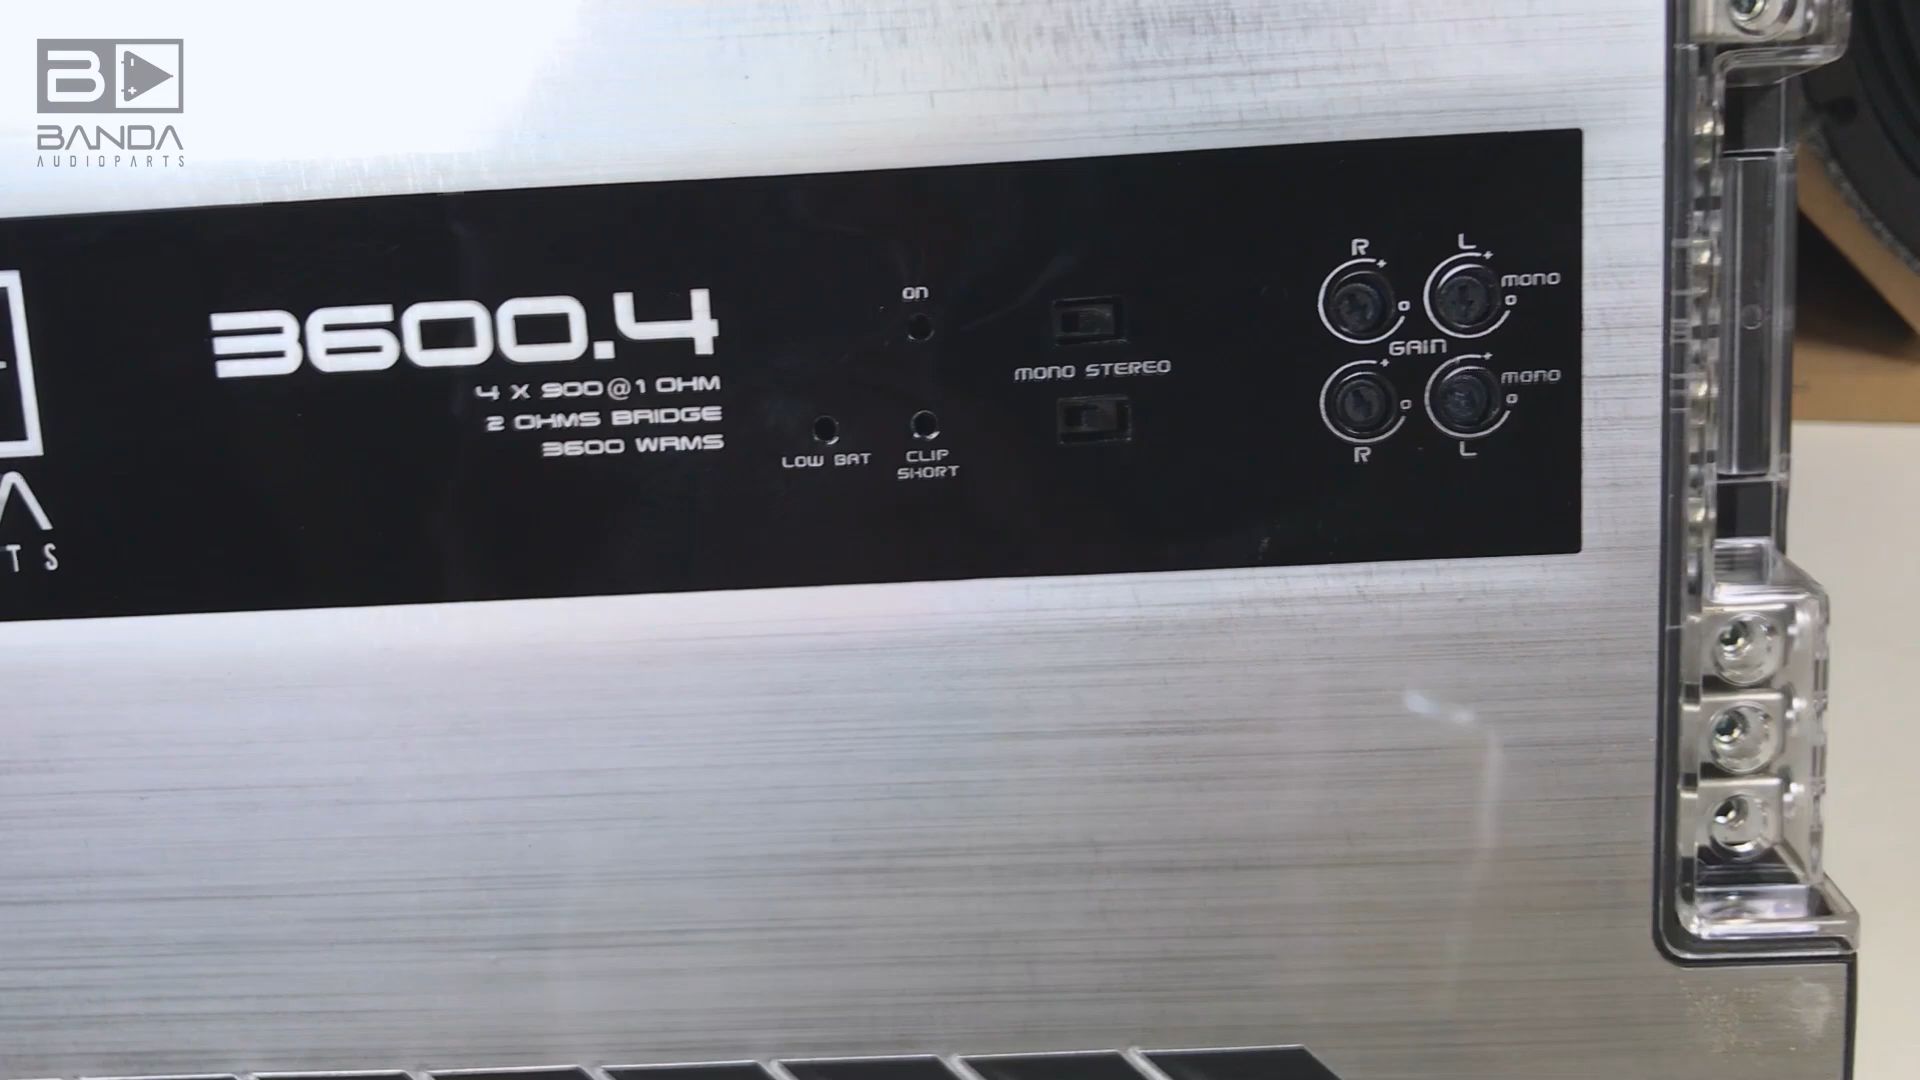 B
BANDA
AUDIOPARTS
3600.4
4 X 900@1 OHM
2 OHMS BRIDGE
3600 WRMS
ON
LOW BAT
CLIP
SHORT
MONO STEREO
R L
MONO
GAIN
MONO
R L
A
TS